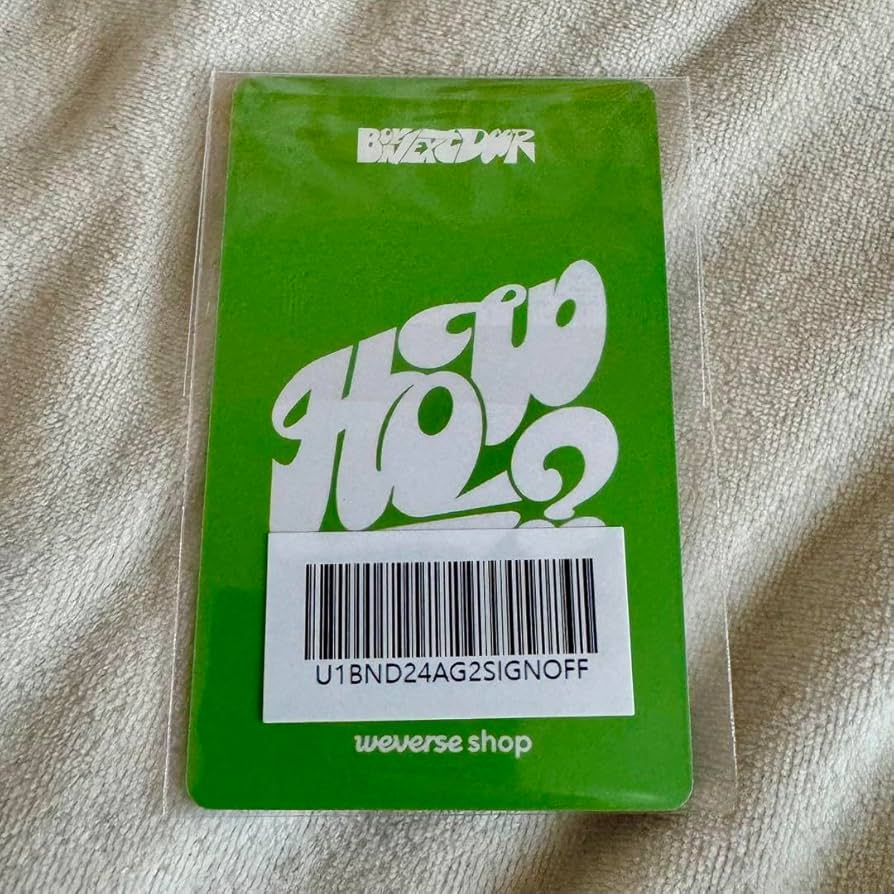 BOYNEXTDOOR
HOW
?
U1BND24AG2SIGNOFF
weverse shop